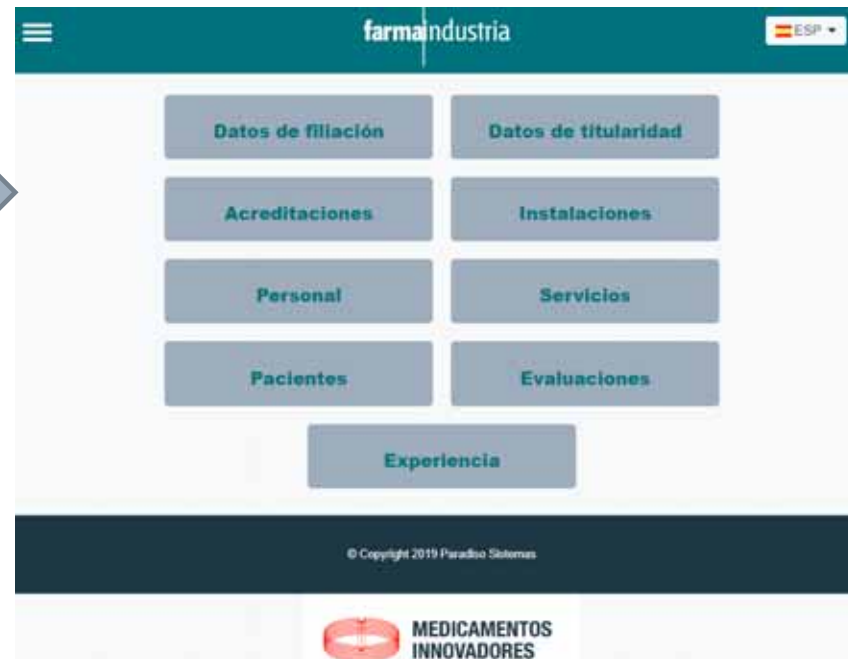 farmaindustria
ESP
Datos de filiación
Datos de titularidad
Acreditaciones
Instalaciones
Personal
Servicios
Pacientes
Evaluaciones
Experiencia
© Copyright 2019 Paradiso Sistemas
MEDICAMENTOS
INNOVADORES